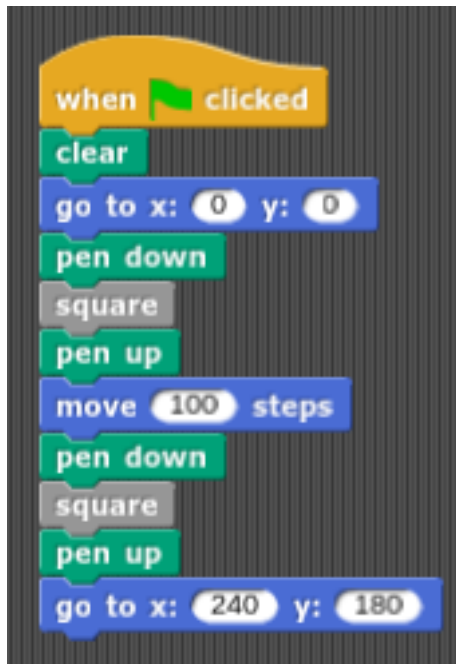 when clicked
clear
go to x: 0 y: 0
pen down
square
pen up
move 100 steps
pen down
square
pen up
go to x: 240 y: 180